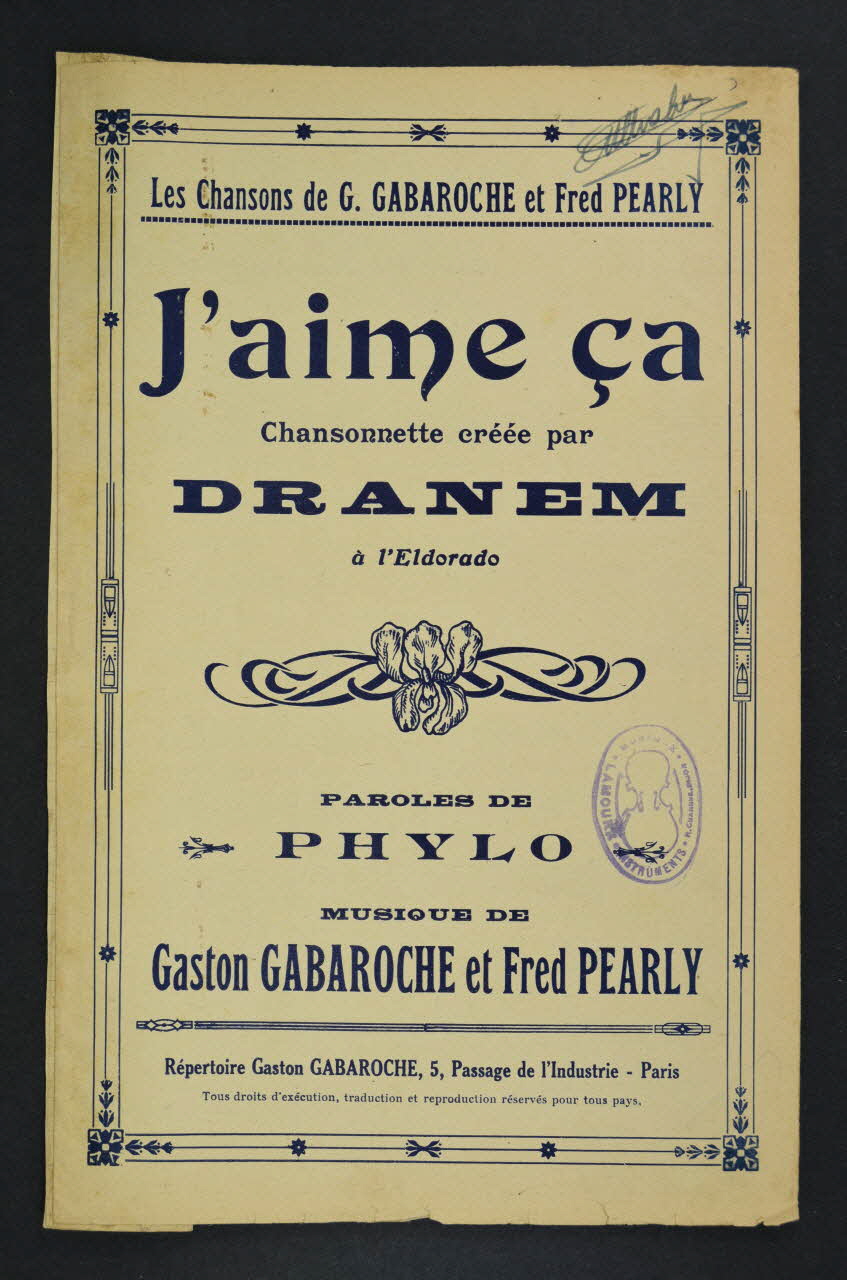 Les Chansons de G. GABAROCHE et Fred PEARLY
J'aime ça
Chansonnette créée par
DRANEM
à l'Eldorado
PAROLES DE
PHYLO
MUSIQUE DE
Gaston GABAROCHE et Fred PEARLY
Répertoire Gaston GABAROCHE, 5, Passage de l'Industrie - Paris
Tous droits d'exécution, traduction et reproduction réservés pour tous pays.
LAMOURE
INSTRUMENTS